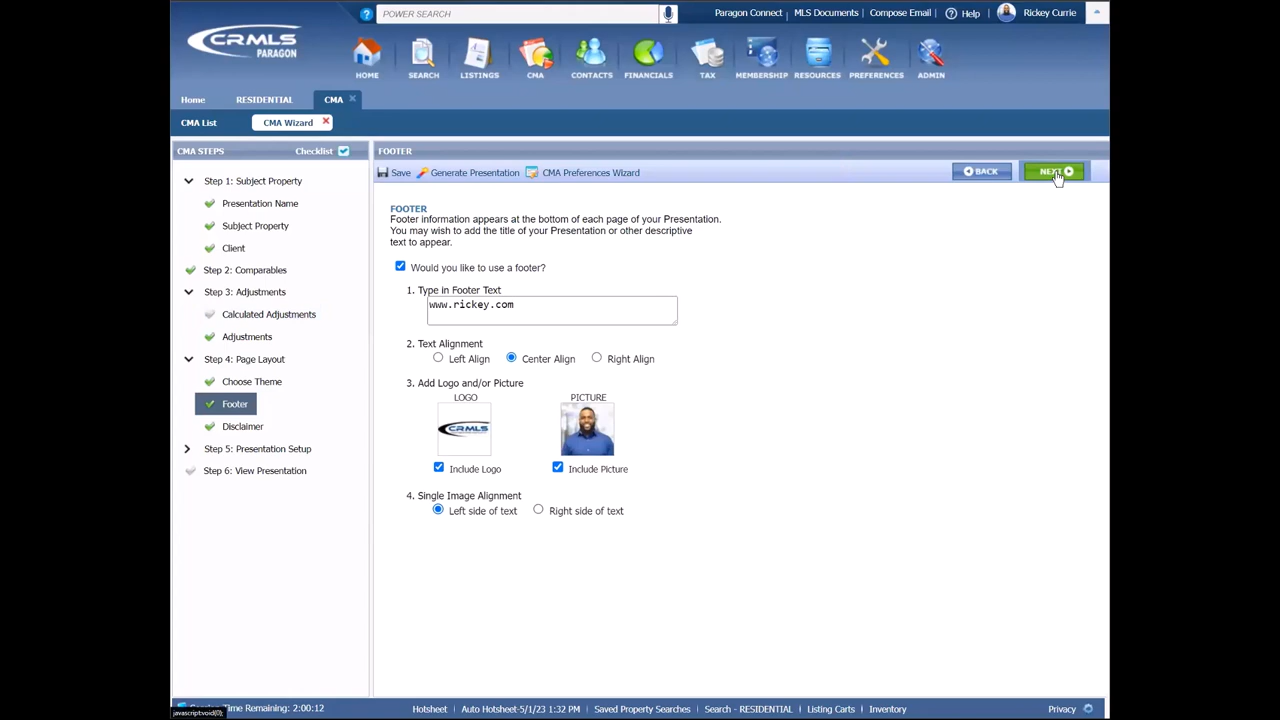 POWER SEARCH
Paragon Connect | MLS Documents | Compose Email | Help | Rickey Currie
CRMLS
PARAGON
HOME SEARCH LISTINGS CMA CONTACTS FINANCIALS TAX MEMBERSHIP RESOURCES PREFERENCES ADMIN
Home RESIDENTIAL CMA
CMA List CMA Wizard
CMA STEPS Checklist
FOOTER
Save Generate Presentation CMA Preferences Wizard BACK NEXT
Step 1: Subject Property
Presentation Name
Subject Property
Client
Step 2: Comparables
Step 3: Adjustments
Calculated Adjustments
Adjustments
Step 4: Page Layout
Choose Theme
Footer
Disclaimer
Step 5: Presentation Setup
Step 6: View Presentation
FOOTER
Footer information appears at the bottom of each page of your Presentation.
You may wish to add the title of your Presentation or other descriptive
text to appear.
Would you like to use a footer?
1. Type in Footer Text
www.rickey.com
2. Text Alignment
Left Align Center Align Right Align
3. Add Logo and/or Picture
LOGO PICTURE
CRMLS
Include Logo Include Picture
4. Single Image Alignment
Left side of text Right side of text
Time Remaining: 2:00:12
javascript:void(0);
Hotsheet | Auto Hotsheet-5/1/23 1:32 PM | Saved Property Searches | Search - RESIDENTIAL | Listing Carts | Inventory
Privacy